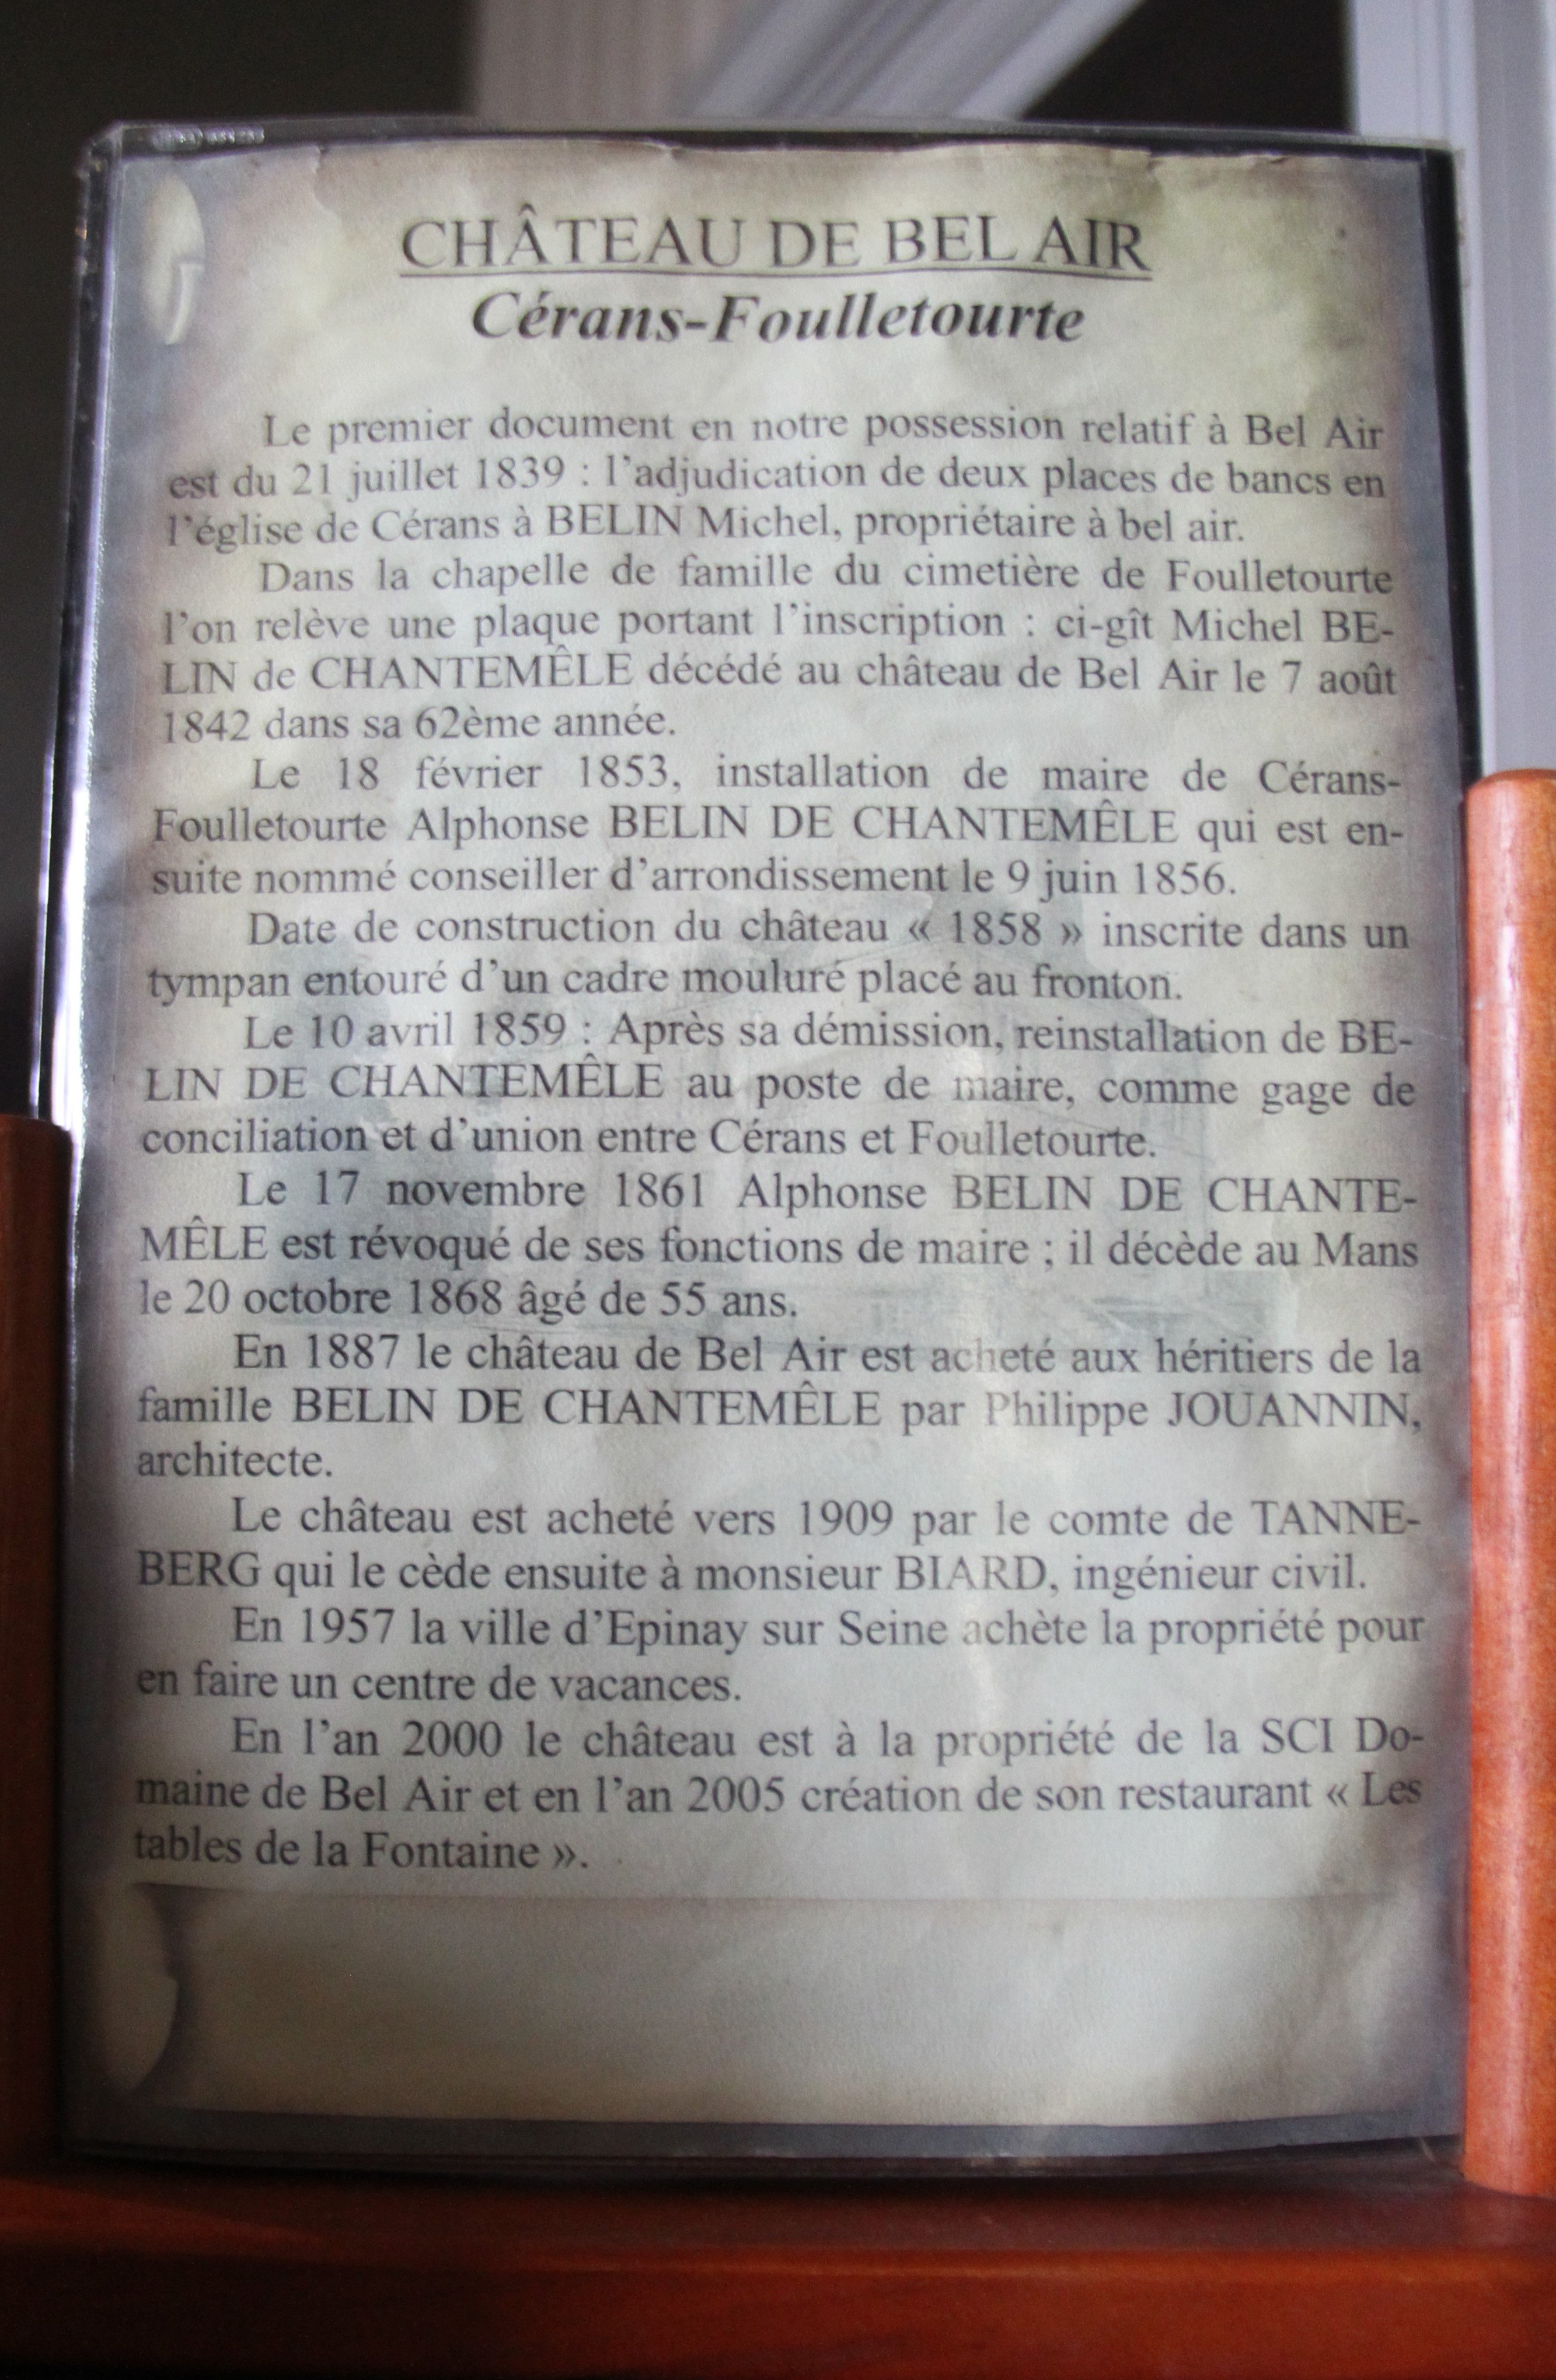 CHÂTEAU DE BEL AIR
Cérans-Foulletourte
Le premier document en notre possession relatif à Bel Air
est du 21 juillet 1839 : l’adjudication de deux places de bancs en
l’église de Cérans à BELIN Michel, propriétaire à bel air.
Dans la chapelle de famille du cimetière de Foulletourte
l’on relève une plaque portant l’inscription : ci-gît Michel BE-
LIN de CHANTEMÊLE décédé au château de Bel Air le 7 août
1842 dans sa 62ème année.
Le 18 février 1853, installation de maire de Cérans-
Foulletourte Alphonse BELIN DE CHANTEMÊLE qui est en-
suite nommé conseiller d’arrondissement le 9 juin 1856.
Date de construction du château « 1858 » inscrite dans un
tympan entouré d’un cadre mouluré placé au fronton.
Le 10 avril 1859 : Après sa démission, reinstallation de BE-
LIN DE CHANTEMÊLE au poste de maire, comme gage de
conciliation et d’union entre Cérans et Foulletourte.
Le 17 novembre 1861 Alphonse BELIN DE CHANTE-
MÊLE est révoqué de ses fonctions de maire ; il décède au Mans
le 20 octobre 1868 âgé de 55 ans.
En 1887 le château de Bel Air est acheté aux héritiers de la
famille BELIN DE CHANTEMÊLE par Philippe JOUANNIN,
architecte.
Le château est acheté vers 1909 par le comte de TANNE-
BERG qui le cède ensuite à monsieur BIARD, ingénieur civil.
En 1957 la ville d’Epinay sur Seine achète la propriété pour
en faire un centre de vacances.
En l’an 2000 le château est à la propriété de la SCI Do-
maine de Bel Air et en l’an 2005 création de son restaurant « Les
tables de la Fontaine ».